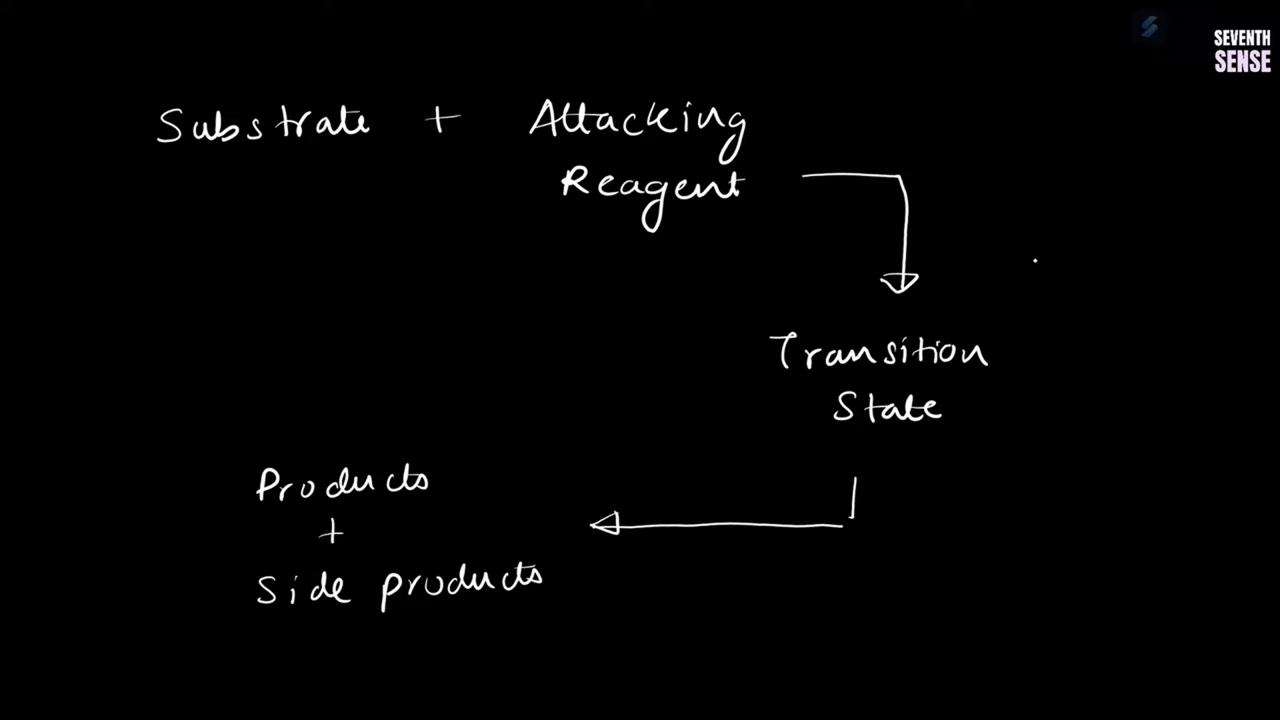 SEVENTH
SENSE
Substrate + Attacking
Reagent
Transition
State
Products
+
Side products